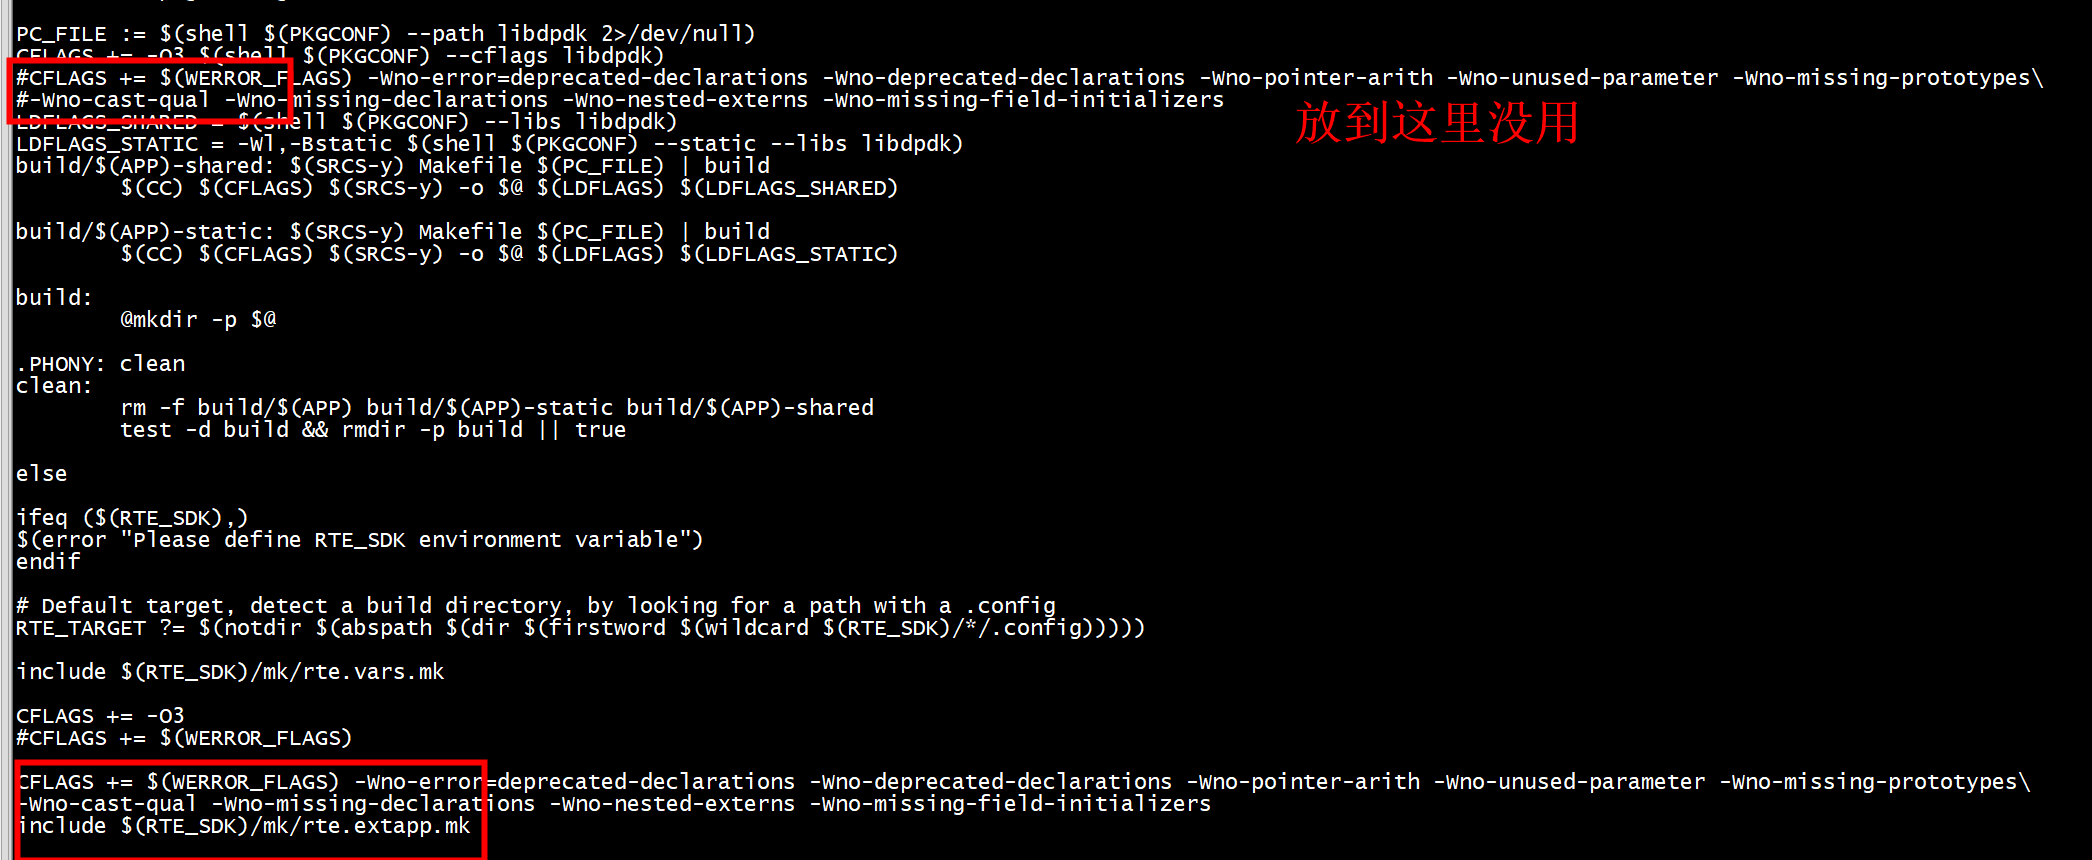 PC_FILE := $(shell $(PKGCONF) --path libdpdk 2>/dev/null)
CFLAGS += -O3 $(shell $(PKGCONF) --cflags libdpdk)
#CFLAGS += $(WERROR_FLAGS) -Wno-error=deprecated-declarations -Wno-deprecated-declarations -Wno-pointer-arith -Wno-unused-parameter -Wno-missing-prototypes\
#-Wno-cast-qual -Wno-missing-declarations -Wno-nested-externs -Wno-missing-field-initializers
放到这里没用
LDFLAGS_SHARED = $(shell $(PKGCONF) --libs libdpdk)
LDFLAGS_STATIC = -Wl,-Bstatic $(shell $(PKGCONF) --static --libs libdpdk)
build/$(APP)-shared: $(SRCS-y) Makefile $(PC_FILE) | build
$(CC) $(CFLAGS) $(SRCS-y) -o $@ $(LDFLAGS) $(LDFLAGS_SHARED)
build/$(APP)-static: $(SRCS-y) Makefile $(PC_FILE) | build
$(CC) $(CFLAGS) $(SRCS-y) -o $@ $(LDFLAGS) $(LDFLAGS_STATIC)
build:
@mkdir -p $@
.PHONY: clean
clean:
rm -f build/$(APP) build/$(APP)-static build/$(APP)-shared
test -d build && rmdir -p build || true
else
ifeq ($(RTE_SDK),)
$(error "Please define RTE_SDK environment variable")
endif
# Default target, detect a build directory, by looking for a path with a .config
RTE_TARGET ?= $(notdir $(abspath $(dir $(firstword $(wildcard $(RTE_SDK)/*/.config)))))
include $(RTE_SDK)/mk/rte.vars.mk
CFLAGS += -O3
#CFLAGS += $(WERROR_FLAGS)
CFLAGS += $(WERROR_FLAGS) -Wno-error=deprecated-declarations -Wno-deprecated-declarations -Wno-pointer-arith -Wno-unused-parameter -Wno-missing-prototypes\
-Wno-cast-qual -Wno-missing-declarations -Wno-nested-externs -Wno-missing-field-initializers
include $(RTE_SDK)/mk/rte.extapp.mk